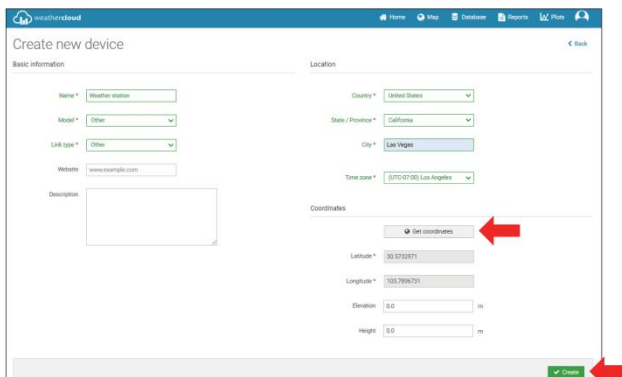 weathercloud
Home Map Database Reports Plots
Create new device
Back
Basic information
Name * Weather station
Model * Other
Link type * Other
Website www.example.com
Description
Location
Country * United States
State / Province * California
City * Las Vegas
Time zone * (UTC-07:00) Los Angeles
Coordinates
Get coordinates
Latitude * 30.5732971
Longitude * 103.7896731
Elevation 0.0 m
Height 0.0 m
Create